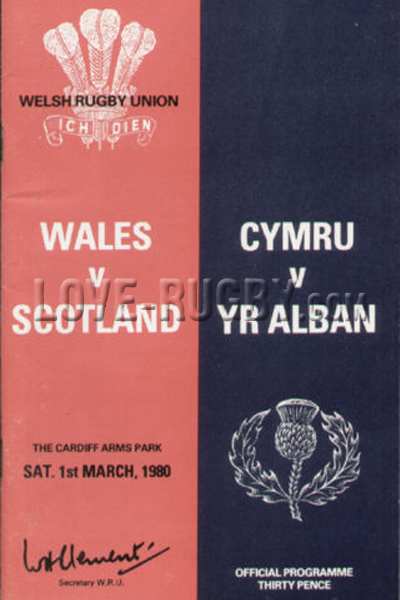 WELSH RUGBY UNION
ICH DIEN
WALES
v
SCOTLAND
CYMRU
v
YR ALBAN
LOVE-RUGBY.com
THE CARDIFF ARMS PARK
SAT. 1st MARCH, 1980
Secretary W.R.U.
OFFICIAL PROGRAMME
THIRTY PENCE